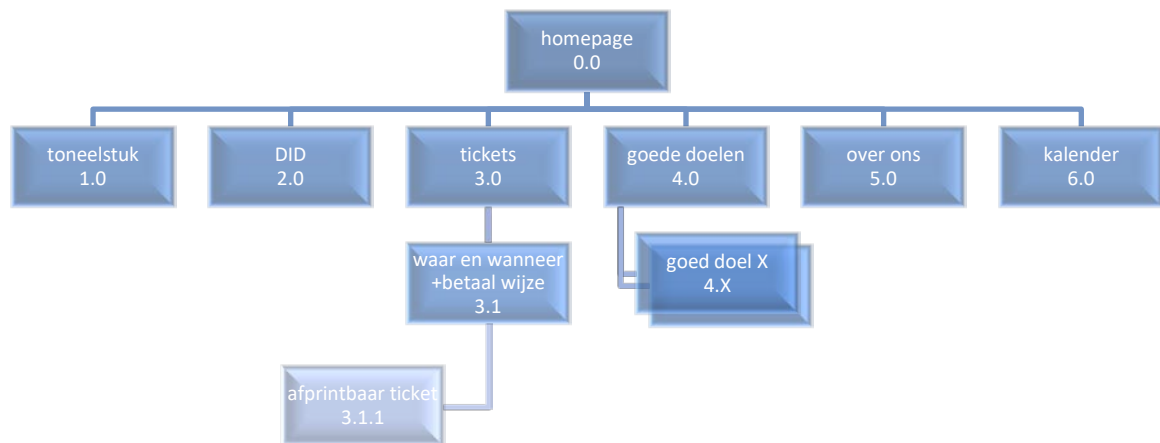 homepage
0.0
toneelstuk
1.0
DID
2.0
tickets
3.0
goede doelen
4.0
over ons
5.0
kalender
6.0
waar en wanneer
+betaal wijze
3.1
goed doel X
4.X
afprintbaar ticket
3.1.1